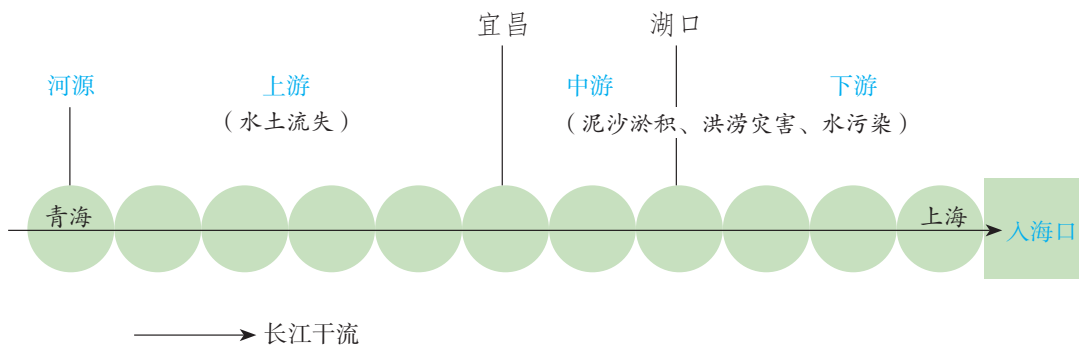 宜昌 湖口
河源 上游 中游 下游
（水土流失） （泥沙淤积、洪涝灾害、水污染）
青海 上海 入海口
长江干流